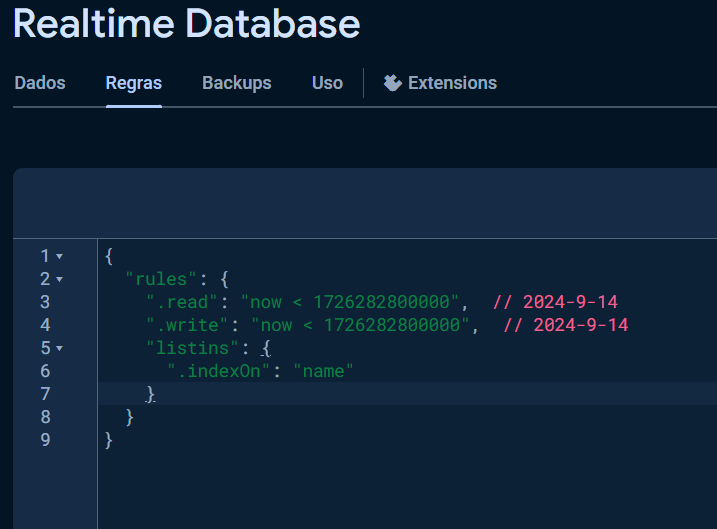 Realtime Database
Dados Regras Backups Uso Extensions
1 {
2 "rules": {
3 ".read": "now < 1726282800000", // 2024-9-14
4 ".write": "now < 1726282800000", // 2024-9-14
5 "listins": {
6 ".indexOn": "name"
7 }
8 }
9 }